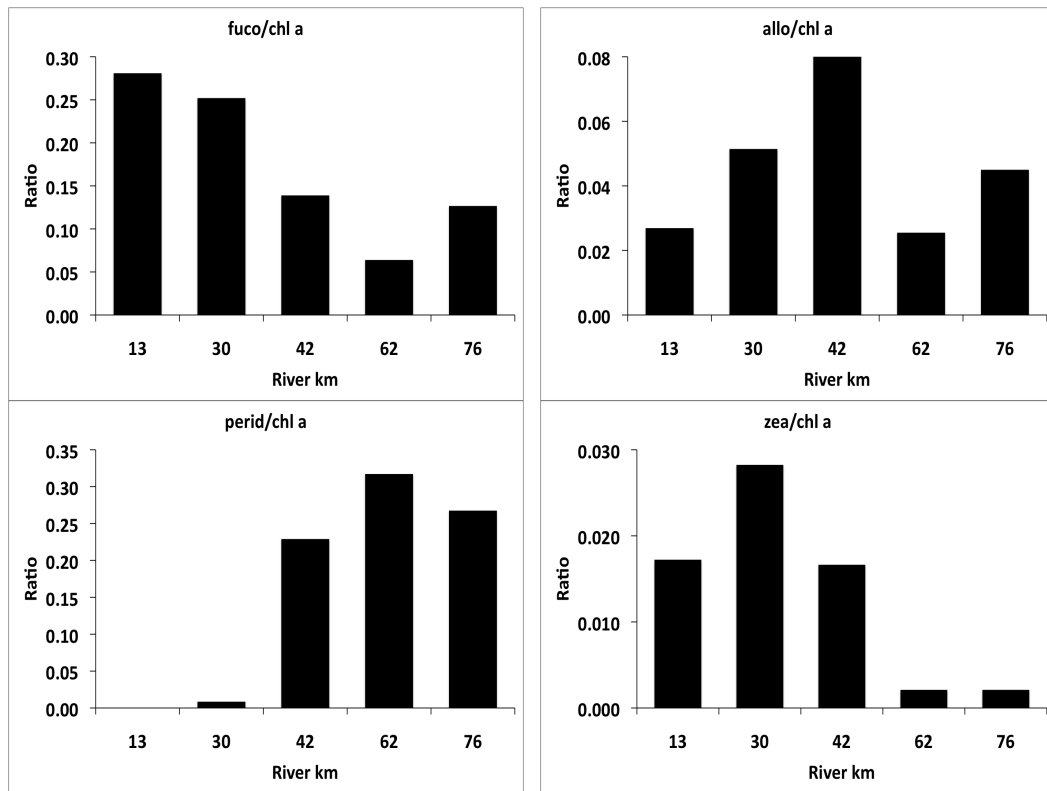 fuco/chl a
0.30
0.25
0.20
0.15
0.10
0.05
0.00
Ratio
13 30 42 62 76
River km
allo/chl a
0.08
0.06
0.04
0.02
0.00
Ratio
13 30 42 62 76
River km
perid/chl a
0.35
0.30
0.25
0.20
0.15
0.10
0.05
0.00
Ratio
13 30 42 62 76
River km
zea/chl a
0.030
0.020
0.010
0.000
Ratio
13 30 42 62 76
River km